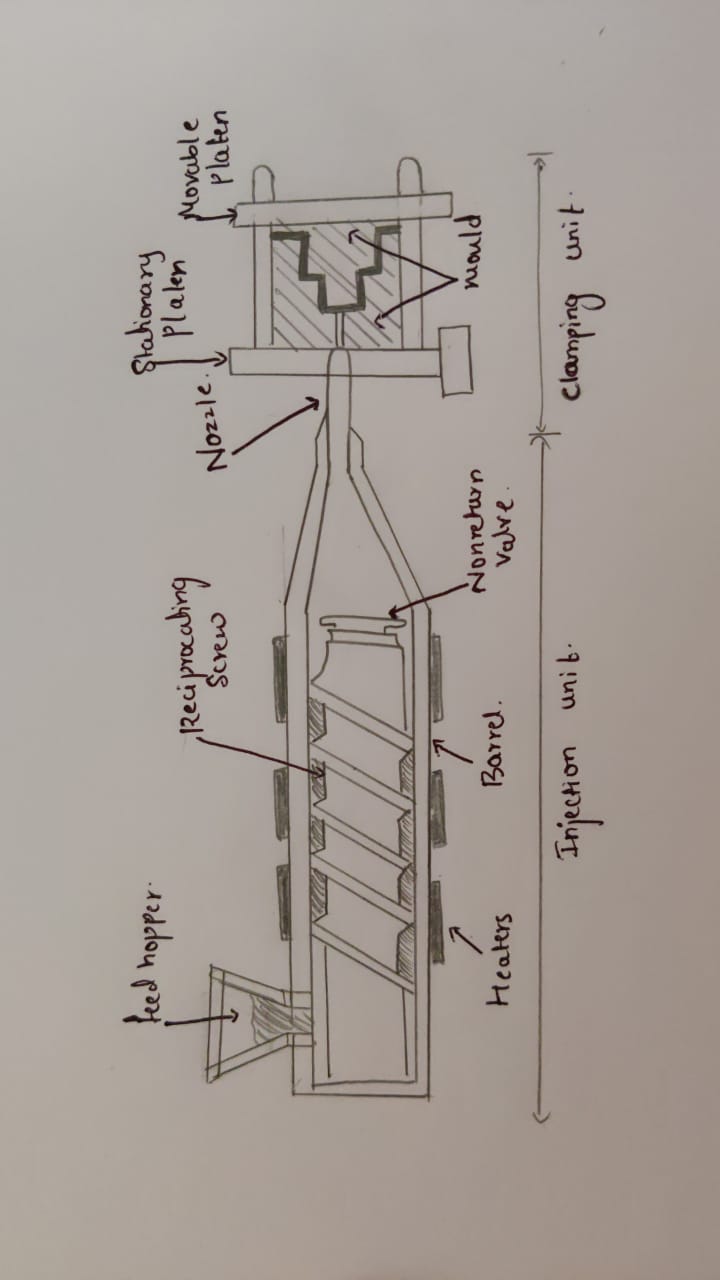 Feed hopper.
Reciprocating
Screw
Nozzle.
Stationary
Platen
Movable
Platen
Heaters
Barrel.
Nonreturn
Valve.
Mould
Injection unit.
Clamping unit.